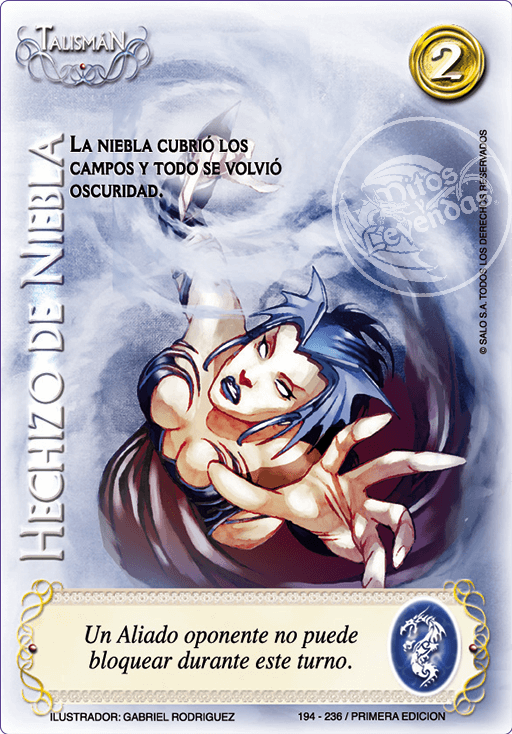 TALISMÁN
2
HECHIZO DE NIEBLA
LA NIEBLA CUBRIÓ LOS
CAMPOS Y TODO SE VOLVIÓ
OSCURIDAD.
Mitos
y
Leyendas
© SALO S.A. TODOS LOS DERECHOS RESERVADOS
Un Aliado oponente no puede
bloquear durante este turno.
ILUSTRADOR: GABRIEL RODRIGUEZ 194 - 236 / PRIMERA EDICION